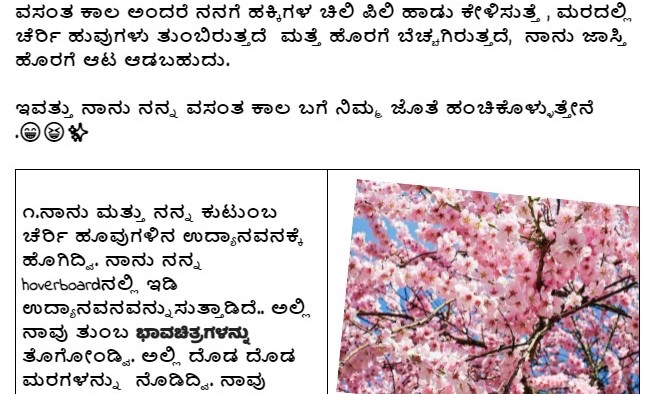 ವಸಂತ ಕಾಲ ಅಂದರೆ ನನಗೆ ಹಕ್ಕಿಗಳ ಚಿಲಿ ಪಿಲಿ ಹಾಡು ಕೇಳಿಸುತ್ತೆ , ಮರದಲ್ಲಿ
ಚೆರ್ರಿ ಹುವುಗಳು ತುಂಬಿರುತ್ತದೆ ಮತ್ತೆ ಹೊರಗೆ ಬೆಚ್ಚಗಿರುತ್ತದೆ, ನಾನು ಜಾಸ್ತಿ
ಹೊರಗೆ ಆಟ ಆಡಬಹುದು.
ಇವತ್ತು ನಾನು ನನ್ನ ವಸಂತ ಕಾಲ ಬಗೆ ನಿಮ್ಮ ಜೊತೆ ಹಂಚಿಕೊಳ್ಳುತ್ತೇನೆ
.😁😆✨
೧.ನಾನು ಮತ್ತು ನನ್ನ ಕುಟುಂಬ
ಚೆರ್ರಿ ಹೂವುಗಳಿನ ಉದ್ಯಾನವನಕ್ಕೆ
ಹೊಗಿದ್ವಿ. ನಾನು ನನ್ನ
hoverboardನಲ್ಲಿ ಇಡಿ
ಉದ್ಯಾನವನವನ್ನುಸುತ್ತಾಡಿದೆ.. ಅಲ್ಲಿ
ನಾವು ತುಂಬ ಭಾವಚಿತ್ರಗಳನ್ನು
ತೊಗೋಂಡ್ವಿ. ಅಲ್ಲಿ ದೊಡ ದೊಡ
ಮರಗಳನ್ನು ನೊಡಿದ್ವಿ. ನಾವು